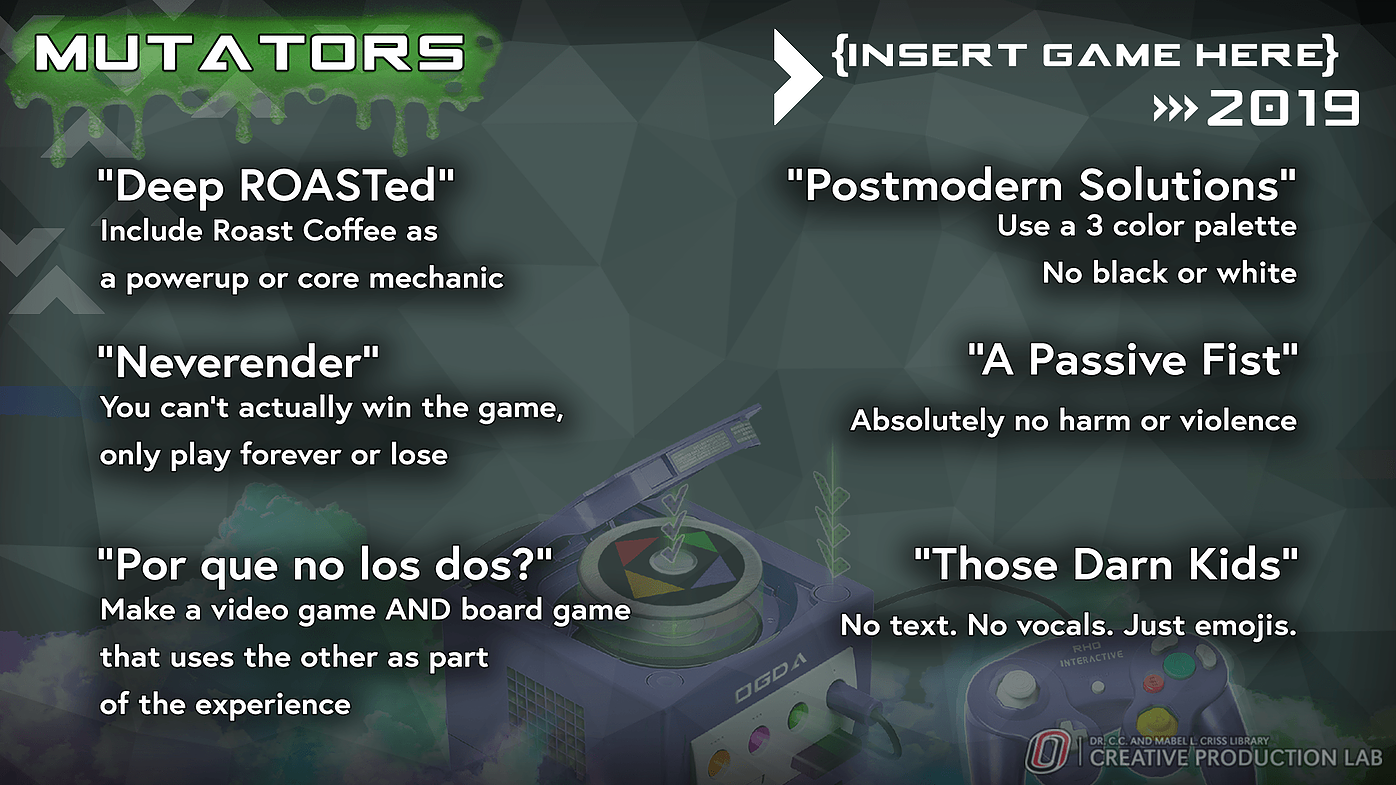 MUTATORS
{INSERT GAME HERE}
2019
"Deep ROASTed"
Include Roast Coffee as
a powerup or core mechanic
"Postmodern Solutions"
Use a 3 color palette
No black or white
"Neverender"
You can't actually win the game,
only play forever or lose
"A Passive Fist"
Absolutely no harm or violence
"Por que no los dos?"
Make a video game AND board game
that uses the other as part
of the experience
"Those Darn Kids"
No text. No vocals. Just emojis.
OGDA
RHO
INTERACTIVE
DR. C.C. AND MABEL L. CRISS LIBRARY
CREATIVE PRODUCTION LAB